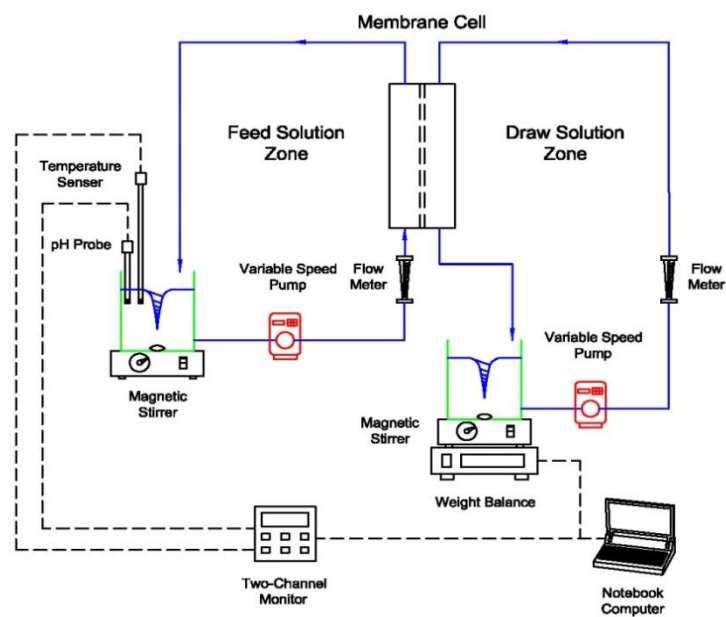 Membrane Cell
Feed Solution
Zone
Draw Solution
Zone
Temperature
Senser
pH Probe
Variable Speed
Pump
Flow
Meter
Flow
Meter
Variable Speed
Pump
Magnetic
Stirrer
Magnetic
Stirrer
Weight Balance
Two-Channel
Monitor
Notebook
Computer